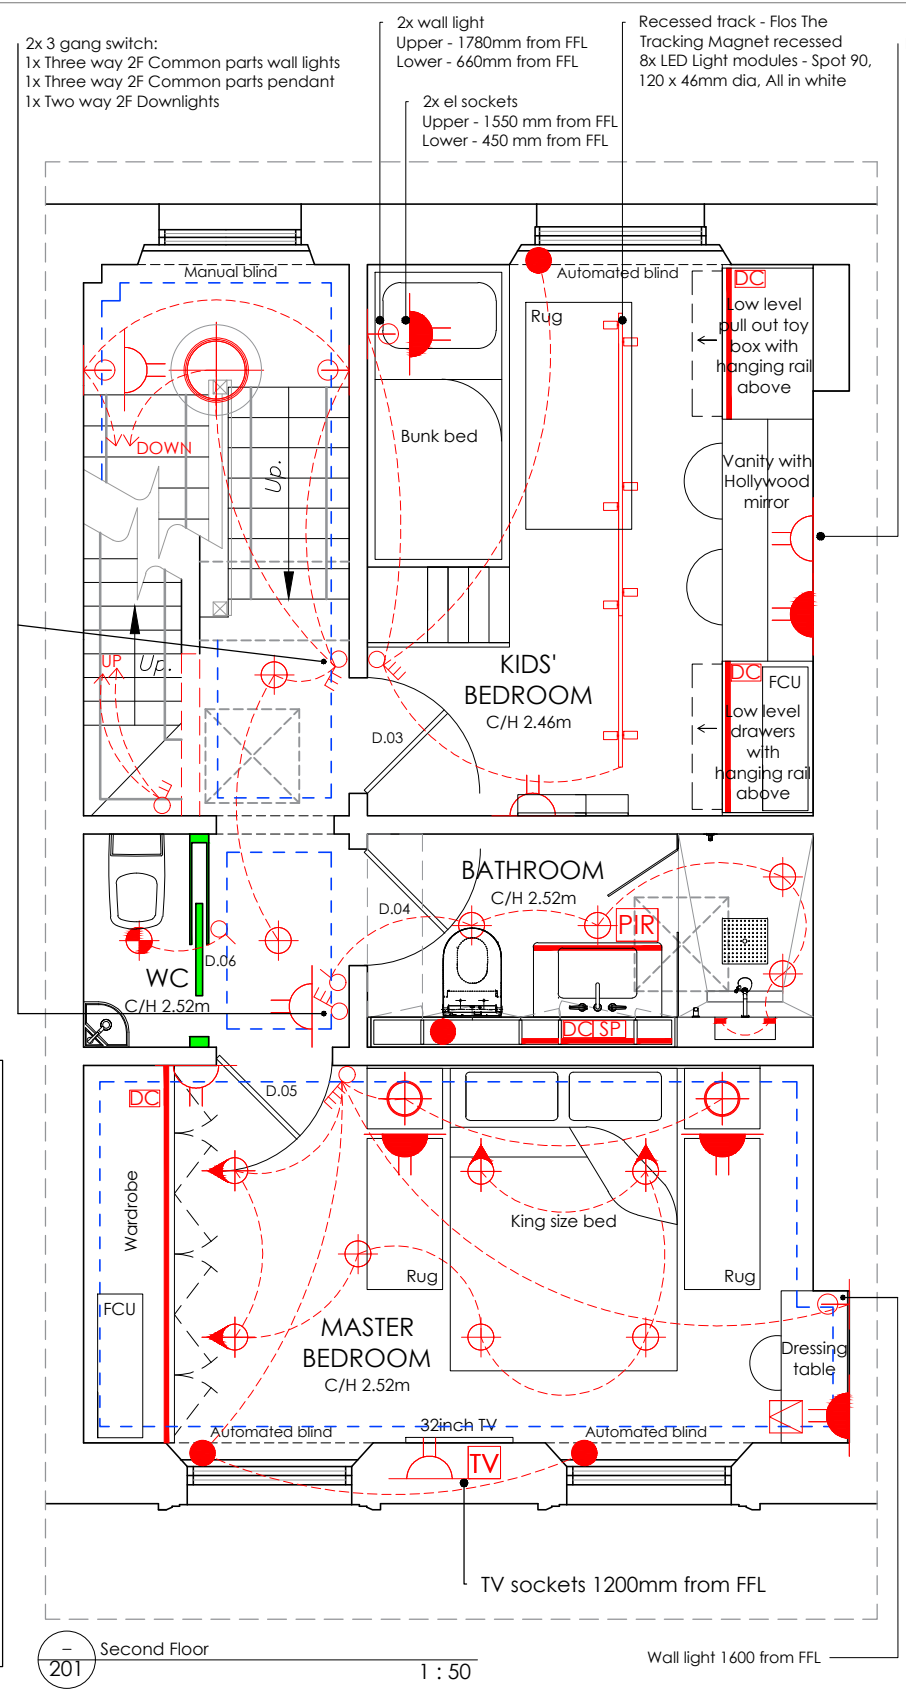 2x 3 gang switch:
1x Three way 2F Common parts wall lights
1x Three way 2F Common parts pendant
1x Two way 2F Downlights
2x wall light
Upper - 1780mm from FFL
Lower - 660mm from FFL
2x el sockets
Upper - 1550 mm from FFL
Lower - 450 mm from FFL
Recessed track - Flos The
Tracking Magnet recessed
8x LED Light modules - Spot 90,
120 x 46mm dia, All in white
Manual blind
Automated blind
DC
Low level
pull out toy
box with
hanging rail
above
Rug
Bunk bed
DOWN
Up.
Vanity with
Hollywood
mirror
UP
Up.
KIDS'
BEDROOM
C/H 2.46m
D.03
DC
FCU
Low level
drawers
with
hanging rail
above
BATHROOM
C/H 2.52m
D.04
PIR
D.06
WC
C/H 2.52m
DC SP
D.05
DC
Wardrobe
King size bed
Rug
Rug
FCU
MASTER
BEDROOM
C/H 2.52m
Dressing
table
32inch TV
Automated blind
Automated blind
TV
TV sockets 1200mm from FFL
–
201
Second Floor
1 : 50
Wall light 1600 from FFL